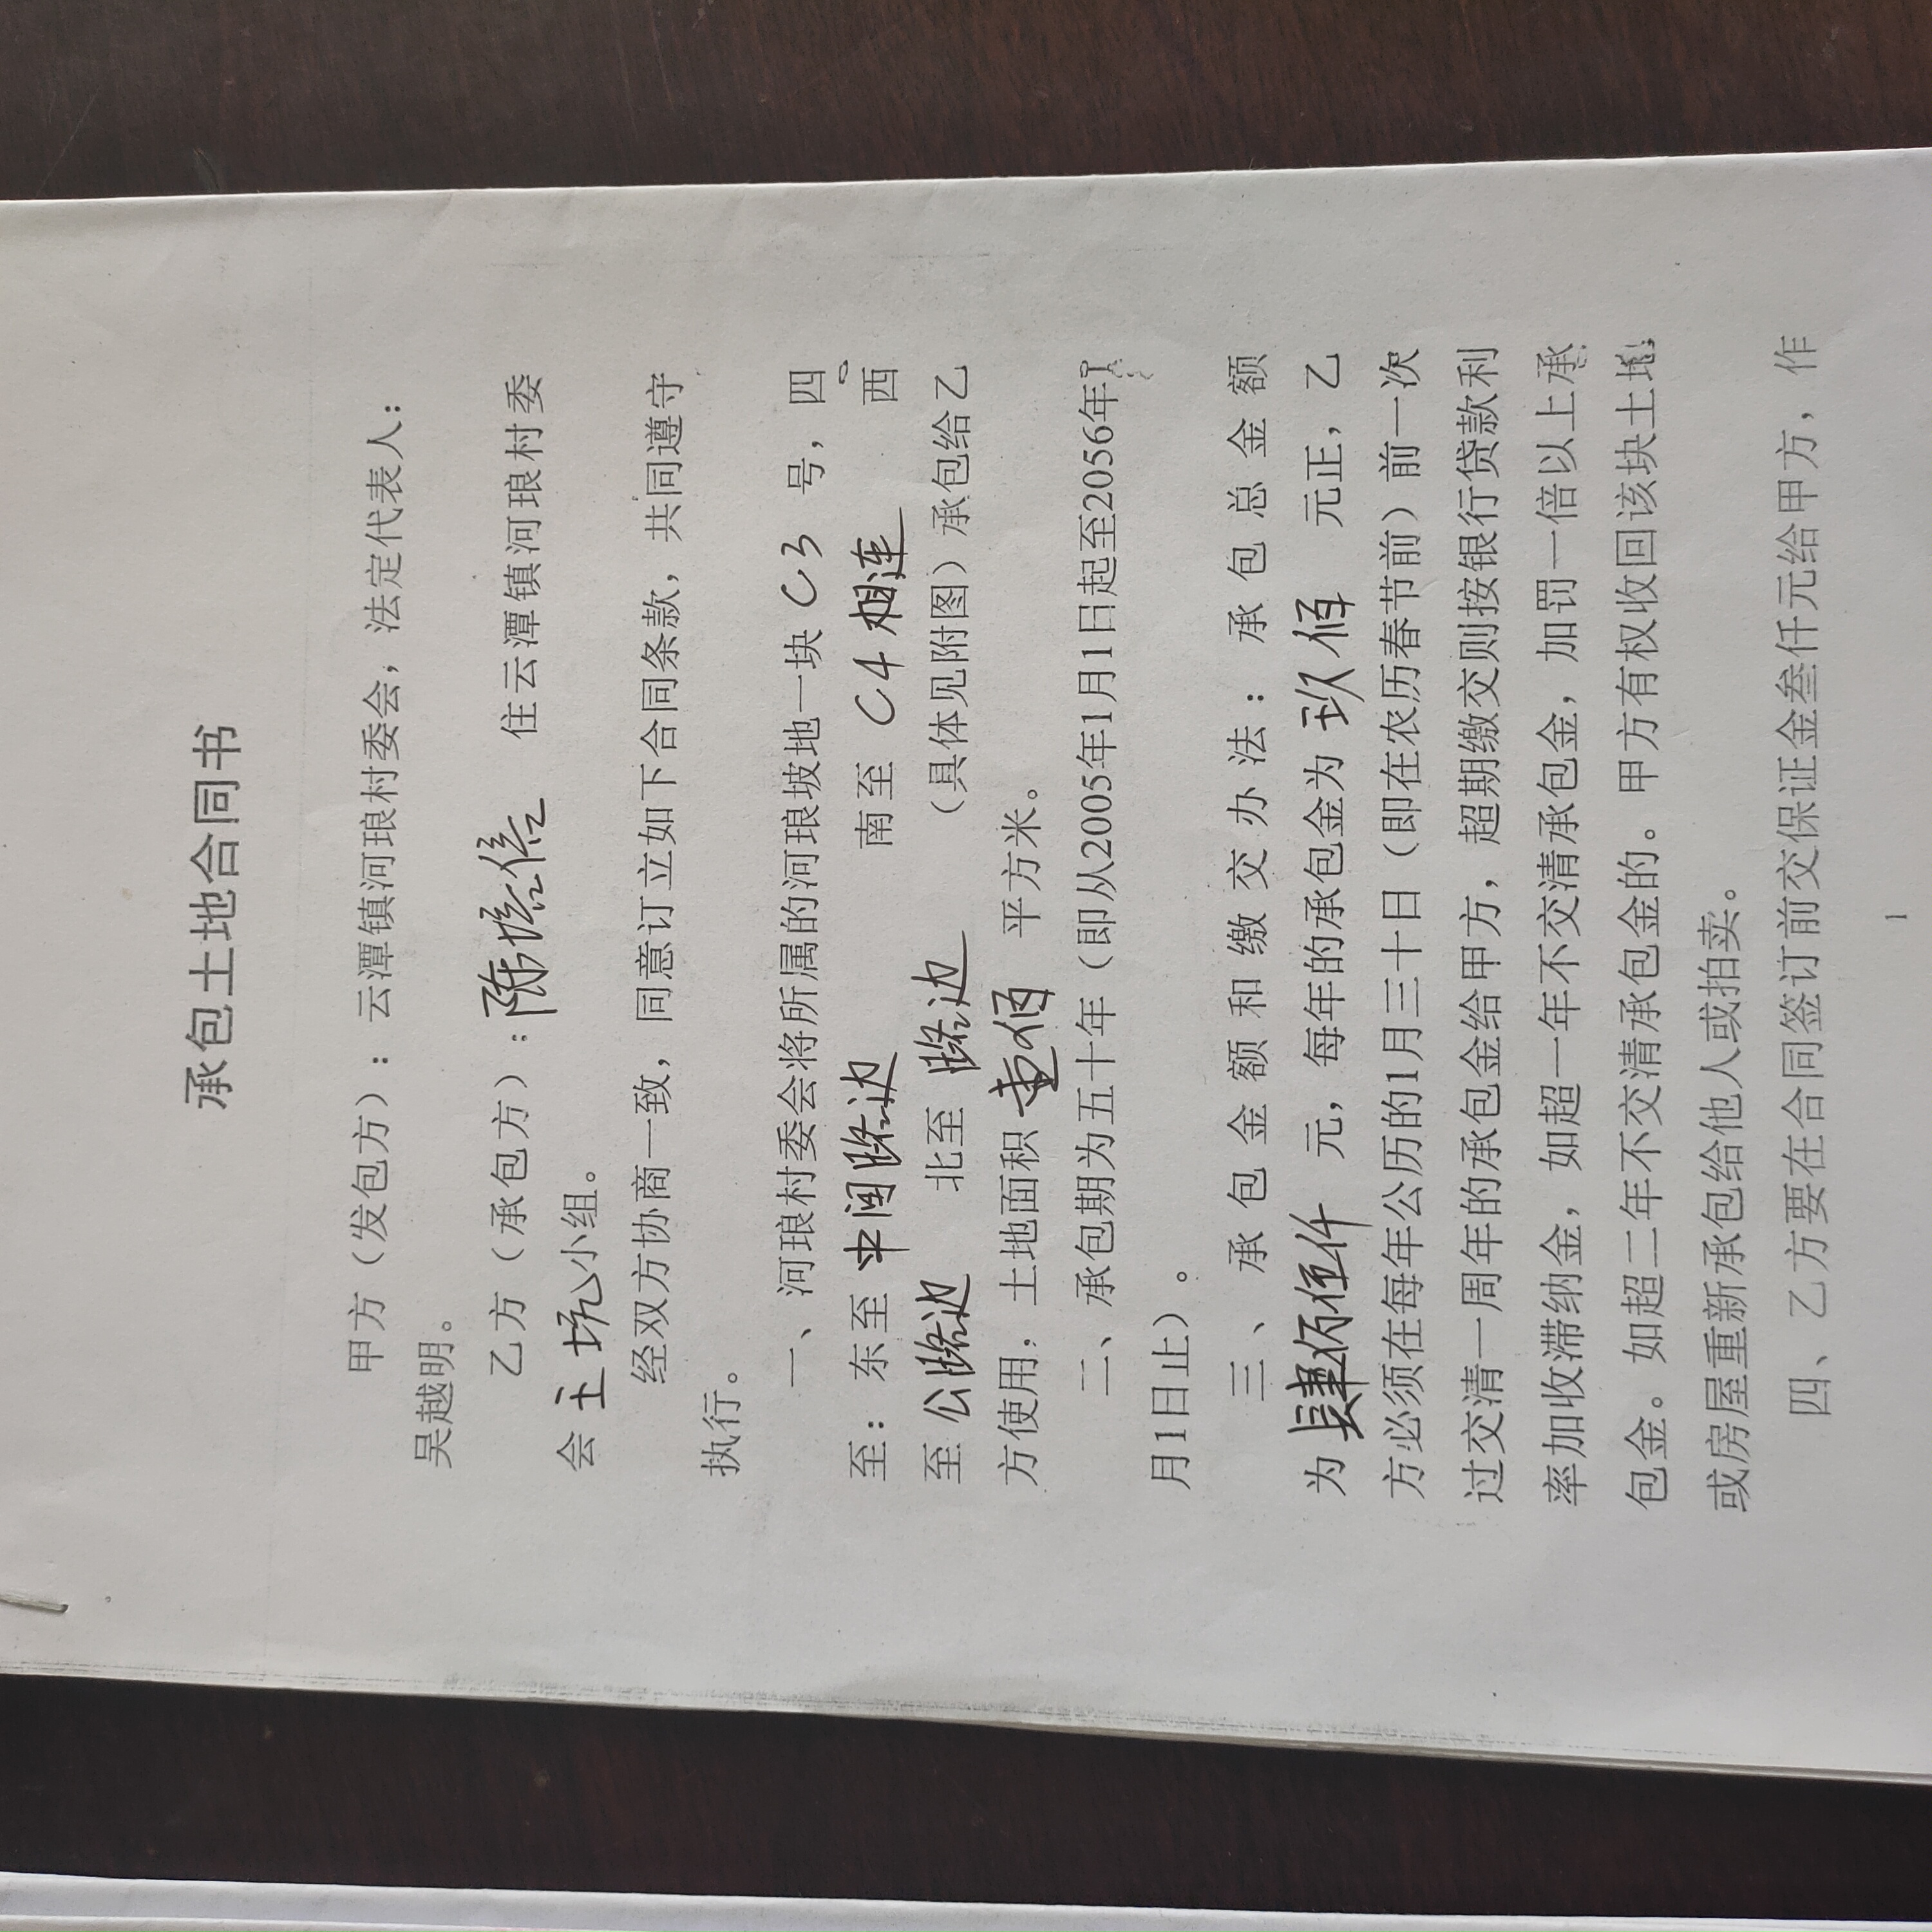 承包土地合同书
甲方（发包方）：云潭镇河琅村委会，法定代表人：
吴越明。
乙方（承包方）：陈培信 住云潭镇河琅村委
会土坑小组。
经双方协商一致，同意订立如下合同条款，共同遵守
执行。
一、河琅村委会将所属的河琅坡地一块C3号，四
至：东至中间路边 南至C4相连 西
至公路边 北至路边（具体见附图）承包给乙
方使用，土地面积壹佰平方米。
二、承包期为五十年（即从2005年1月1日起至2056年1
月1日止）。
三、承包金额和缴交办法：承包总金额
为肆万伍仟元，每年的承包金为玖佰元正，乙
方必须在每年公历的1月三十日（即在农历春节前）前一次
过交清一周年的承包金给甲方，超期缴交则按银行贷款利
率加收滞纳金，如超一年不交清承包金，加罚一倍以上承
包金。如超二年不交清承包金的。甲方有权收回该块土地
或房屋重新承包给他人或拍卖。
四、乙方要在合同签订前交保证金叁仟元给甲方，作
1